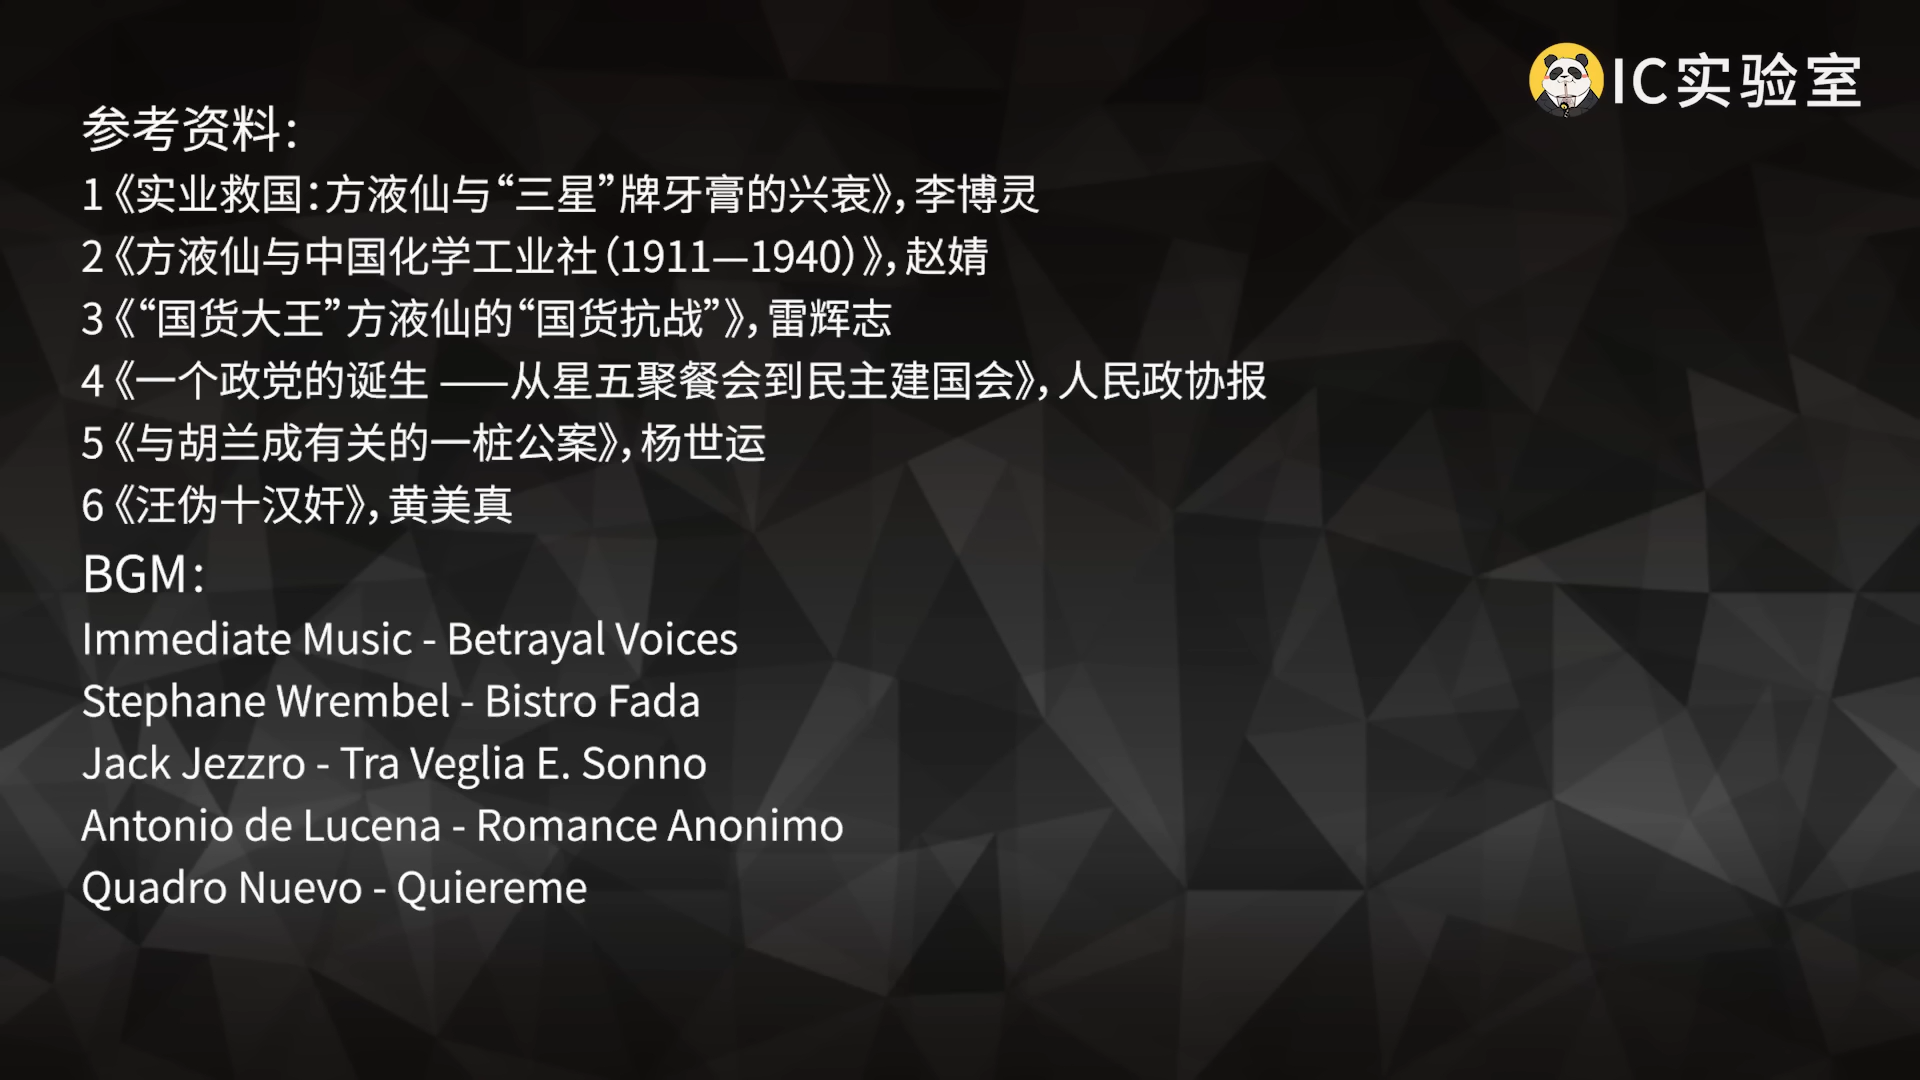 IC实验室
参考资料：
1《实业救国：方液仙与“三星”牌牙膏的兴衰》，李博灵
2《方液仙与中国化学工业社（1911—1940）》，赵婧
3《“国货大王”方液仙的“国货抗战”》，雷辉志
4《一个政党的诞生 ——从星五聚餐会到民主建国会》，人民政协报
5《与胡兰成有关的一桩公案》，杨世运
6《汪伪十汉奸》，黄美真
BGM：
Immediate Music - Betrayal Voices
Stephane Wrembel - Bistro Fada
Jack Jezzro - Tra Veglia E. Sonno
Antonio de Lucena - Romance Anonimo
Quadro Nuevo - Quiereme